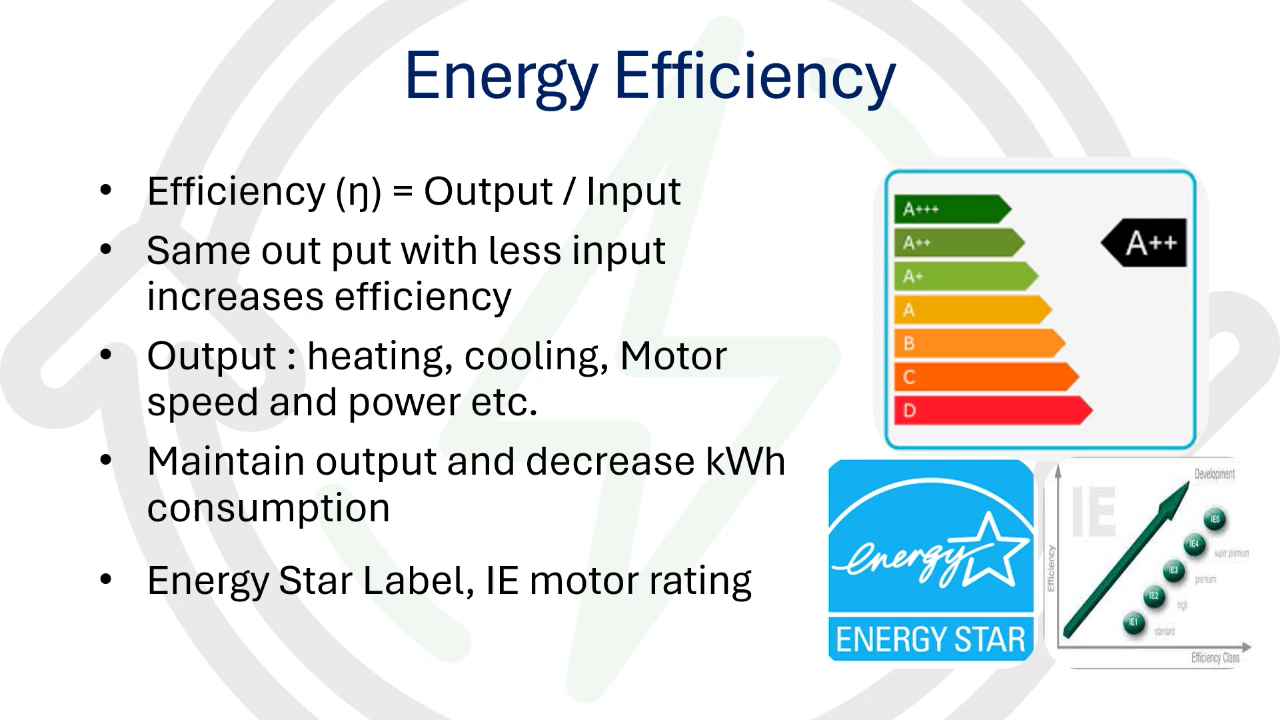 Energy Efficiency
• Efficiency (ŋ) = Output / Input
• Same out put with less input
increases efficiency
• Output : heating, cooling, Motor
speed and power etc.
• Maintain output and decrease kWh
consumption
• Energy Star Label, IE motor rating
A+++
A++
A++
A+
A
B
C
D
energy
ENERGY STAR
IE
Development
Efficiency
IE5
IE4
super premium
IE3
premium
IE2
high
IE1
standard
Efficiency Class